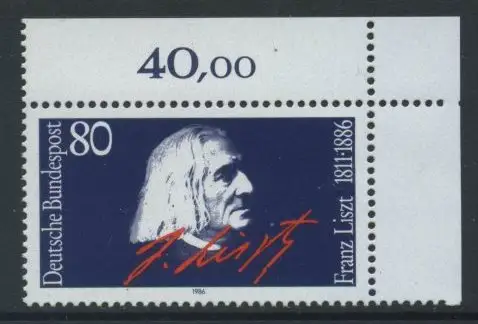 40,00
Deutsche Bundespost
80
F. Liszt
Franz Liszt 1811·1886
1986